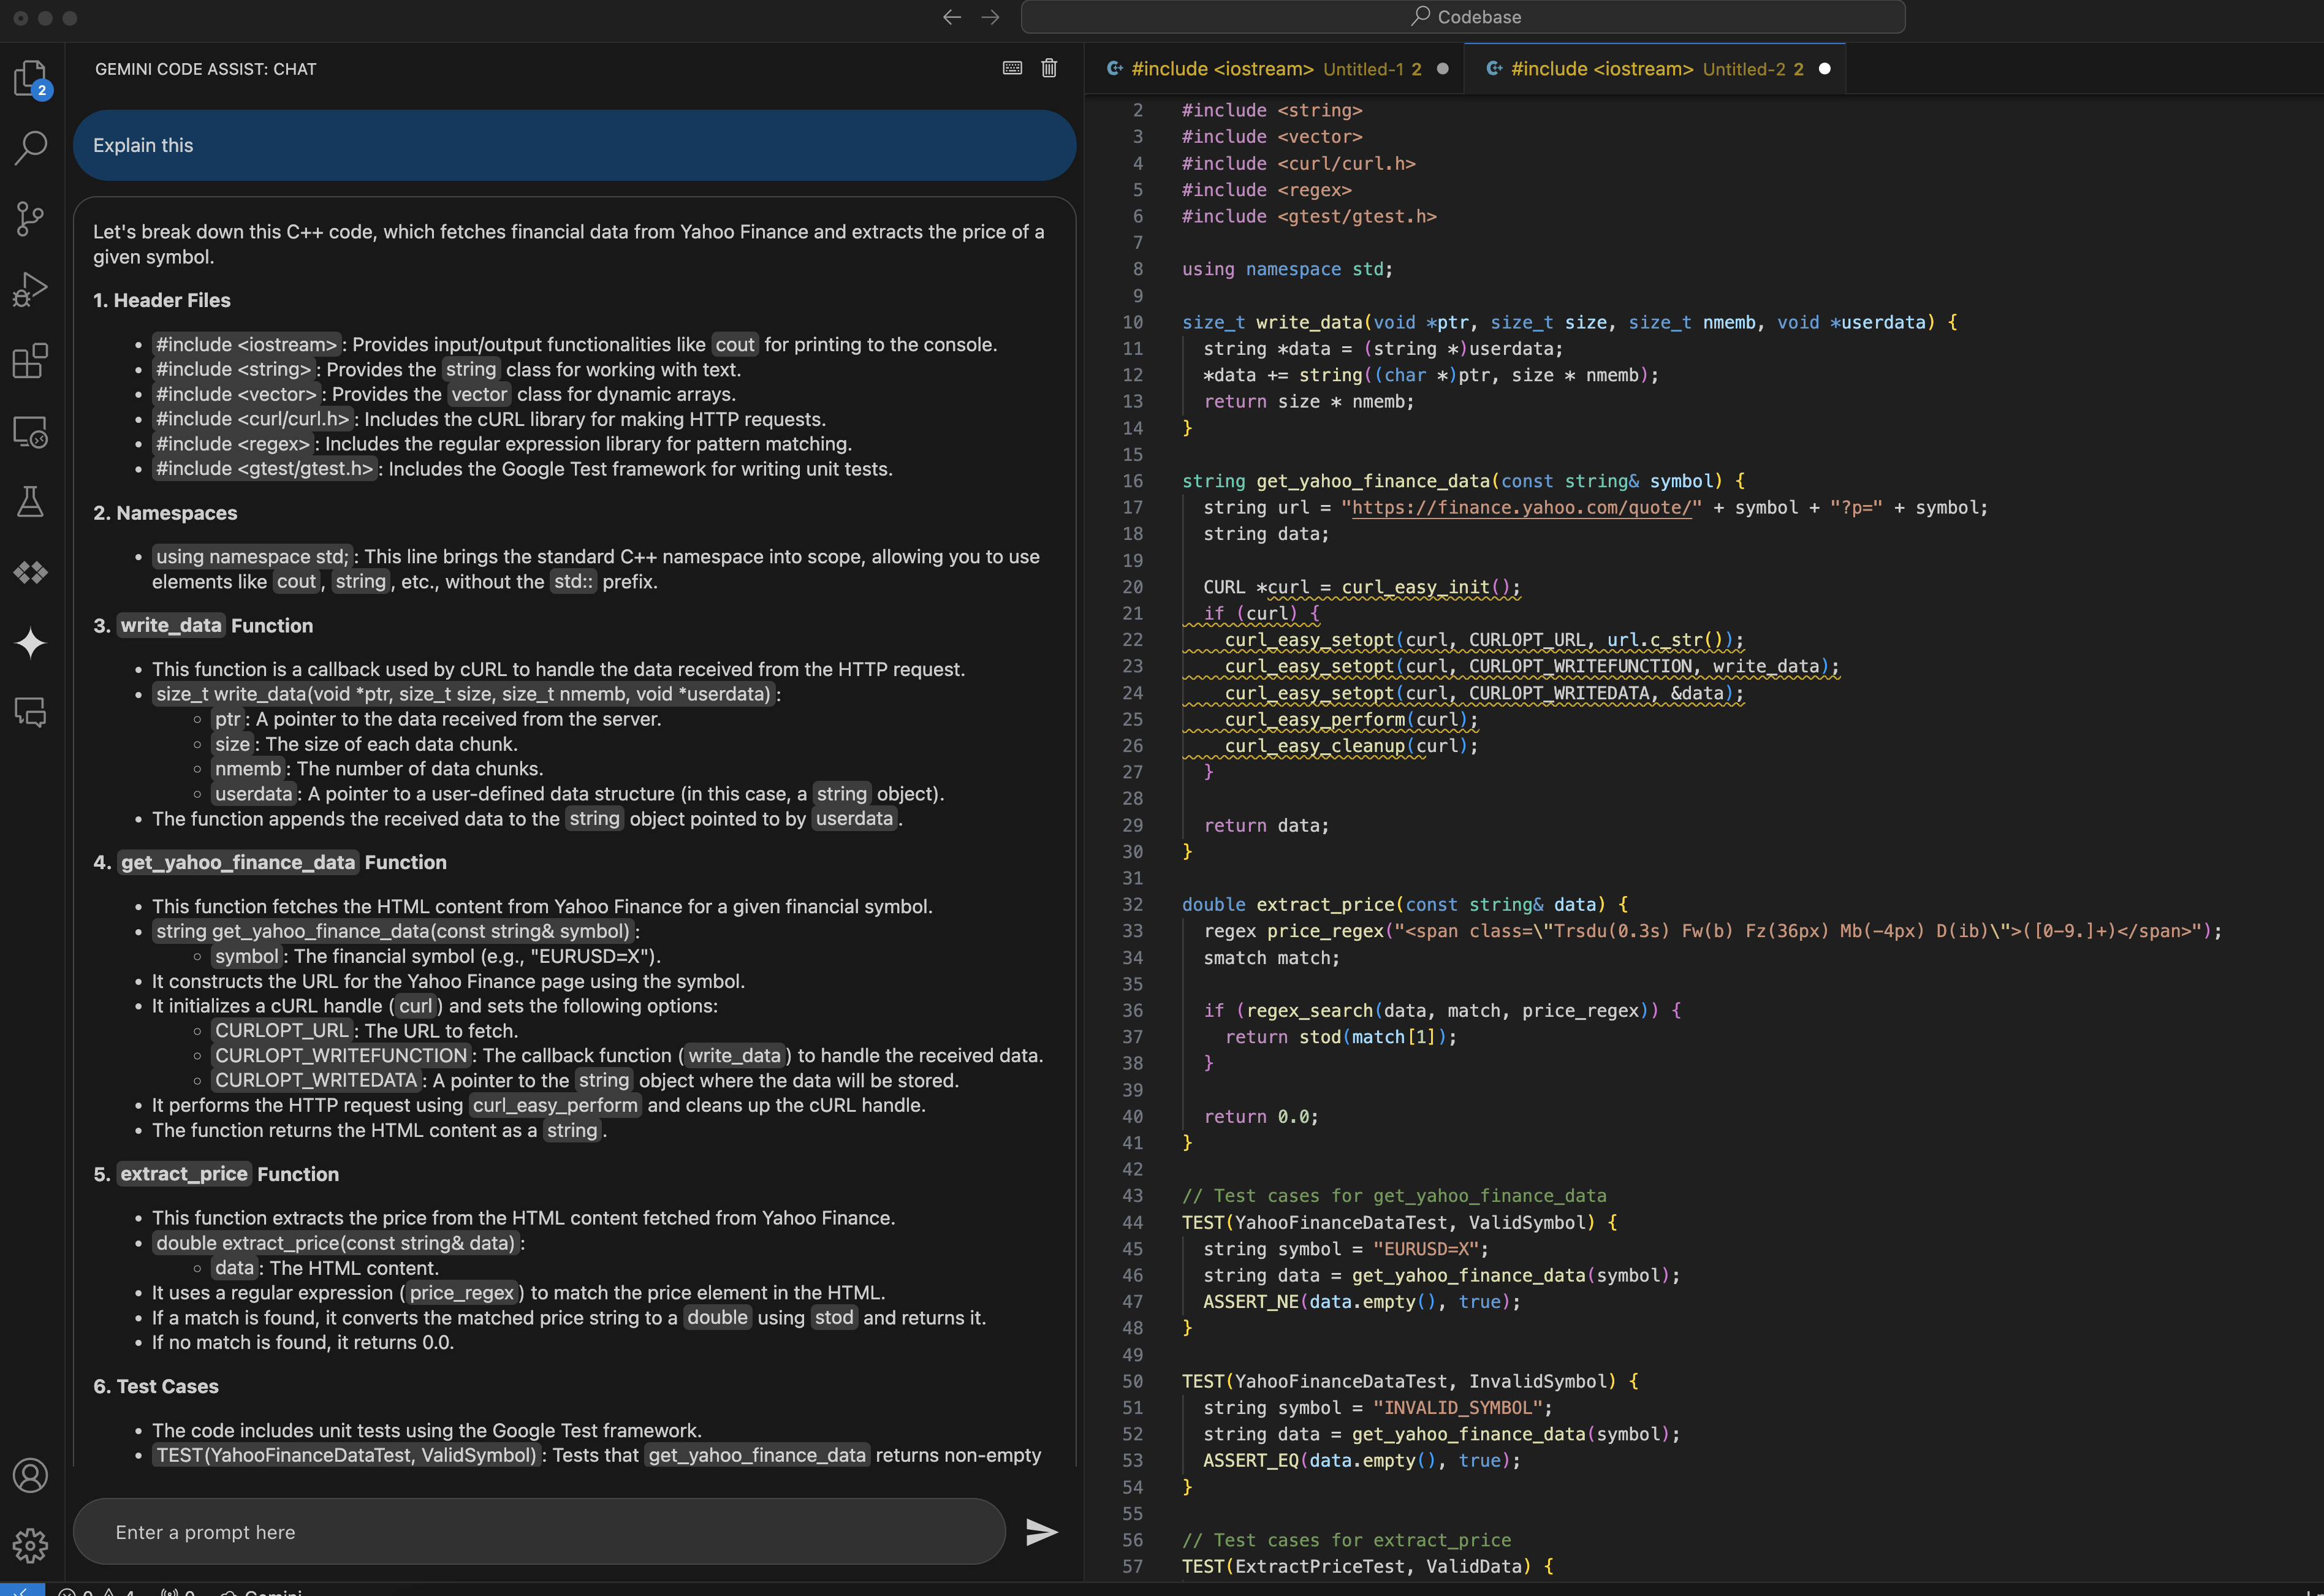 Codebase
2
GEMINI CODE ASSIST: CHAT
Explain this
Let's break down this C++ code, which fetches financial data from Yahoo Finance and extracts the price of a
given symbol.
1. Header Files
• #include <iostream>: Provides input/output functionalities like cout for printing to the console.
• #include <string>: Provides the string class for working with text.
• #include <vector>: Provides the vector class for dynamic arrays.
• #include <curl/curl.h>: Includes the cURL library for making HTTP requests.
• #include <regex>: Includes the regular expression library for pattern matching.
• #include <gtest/gtest.h>: Includes the Google Test framework for writing unit tests.
2. Namespaces
• using namespace std;: This line brings the standard C++ namespace into scope, allowing you to use
elements like cout, string, etc., without the std:: prefix.
3. write_data Function
• This function is a callback used by cURL to handle the data received from the HTTP request.
• size_t write_data(void *ptr, size_t size, size_t nmemb, void *userdata):
◦ ptr: A pointer to the data received from the server.
◦ size: The size of each data chunk.
◦ nmemb: The number of data chunks.
◦ userdata: A pointer to a user-defined data structure (in this case, a string object).
• The function appends the received data to the string object pointed to by userdata.
4. get_yahoo_finance_data Function
• This function fetches the HTML content from Yahoo Finance for a given financial symbol.
• string get_yahoo_finance_data(const string& symbol):
◦ symbol: The financial symbol (e.g., "EURUSD=X").
• It constructs the URL for the Yahoo Finance page using the symbol.
• It initializes a cURL handle (curl) and sets the following options:
◦ CURLOPT_URL: The URL to fetch.
◦ CURLOPT_WRITEFUNCTION: The callback function (write_data) to handle the received data.
◦ CURLOPT_WRITEDATA: A pointer to the string object where the data will be stored.
• It performs the HTTP request using curl_easy_perform and cleans up the cURL handle.
• The function returns the HTML content as a string.
5. extract_price Function
• This function extracts the price from the HTML content fetched from Yahoo Finance.
• double extract_price(const string& data):
◦ data: The HTML content.
• It uses a regular expression (price_regex) to match the price element in the HTML.
• If a match is found, it converts the matched price string to a double using stod and returns it.
• If no match is found, it returns 0.0.
6. Test Cases
• The code includes unit tests using the Google Test framework.
• TEST(YahooFinanceDataTest, ValidSymbol): Tests that get_yahoo_finance_data returns non-empty
Enter a prompt here
#include <iostream> Untitled-1 2
#include <iostream> Untitled-2 2
2 #include <string>
3 #include <vector>
4 #include <curl/curl.h>
5 #include <regex>
6 #include <gtest/gtest.h>
7
8 using namespace std;
9
10 size_t write_data(void *ptr, size_t size, size_t nmemb, void *userdata) {
11 string *data = (string *)userdata;
12 *data += string((char *)ptr, size * nmemb);
13 return size * nmemb;
14 }
15
16 string get_yahoo_finance_data(const string& symbol) {
17 string url = "https://finance.yahoo.com/quote/" + symbol + "?p=" + symbol;
18 string data;
19
20 CURL *curl = curl_easy_init();
21 if (curl) {
22 curl_easy_setopt(curl, CURLOPT_URL, url.c_str());
23 curl_easy_setopt(curl, CURLOPT_WRITEFUNCTION, write_data);
24 curl_easy_setopt(curl, CURLOPT_WRITEDATA, &data);
25 curl_easy_perform(curl);
26 curl_easy_cleanup(curl);
27 }
28
29 return data;
30 }
31
32 double extract_price(const string& data) {
33 regex price_regex("<span class=\"Trsdu(0.3s) Fw(b) Fz(36px) Mb(-4px) D(ib)\">([0-9.]+)</span>");
34 smatch match;
35
36 if (regex_search(data, match, price_regex)) {
37 return stod(match[1]);
38 }
39
40 return 0.0;
41 }
42
43 // Test cases for get_yahoo_finance_data
44 TEST(YahooFinanceDataTest, ValidSymbol) {
45 string symbol = "EURUSD=X";
46 string data = get_yahoo_finance_data(symbol);
47 ASSERT_NE(data.empty(), true);
48 }
49
50 TEST(YahooFinanceDataTest, InvalidSymbol) {
51 string symbol = "INVALID_SYMBOL";
52 string data = get_yahoo_finance_data(symbol);
53 ASSERT_EQ(data.empty(), true);
54 }
55
56 // Test cases for extract_price
57 TEST(ExtractPriceTest, ValidData) {
Gemini